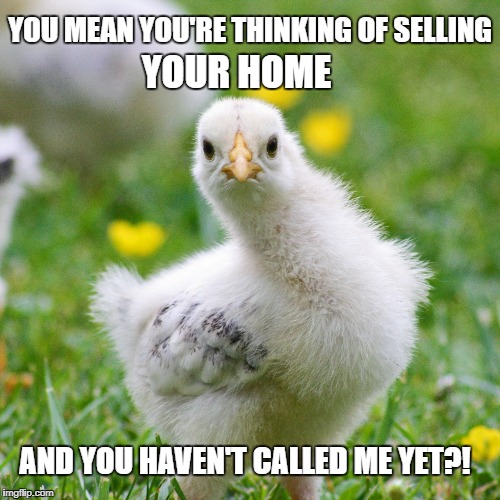 YOU MEAN YOU'RE THINKING OF SELLING
YOUR HOME
AND YOU HAVEN'T CALLED ME YET?!
imgflip.com